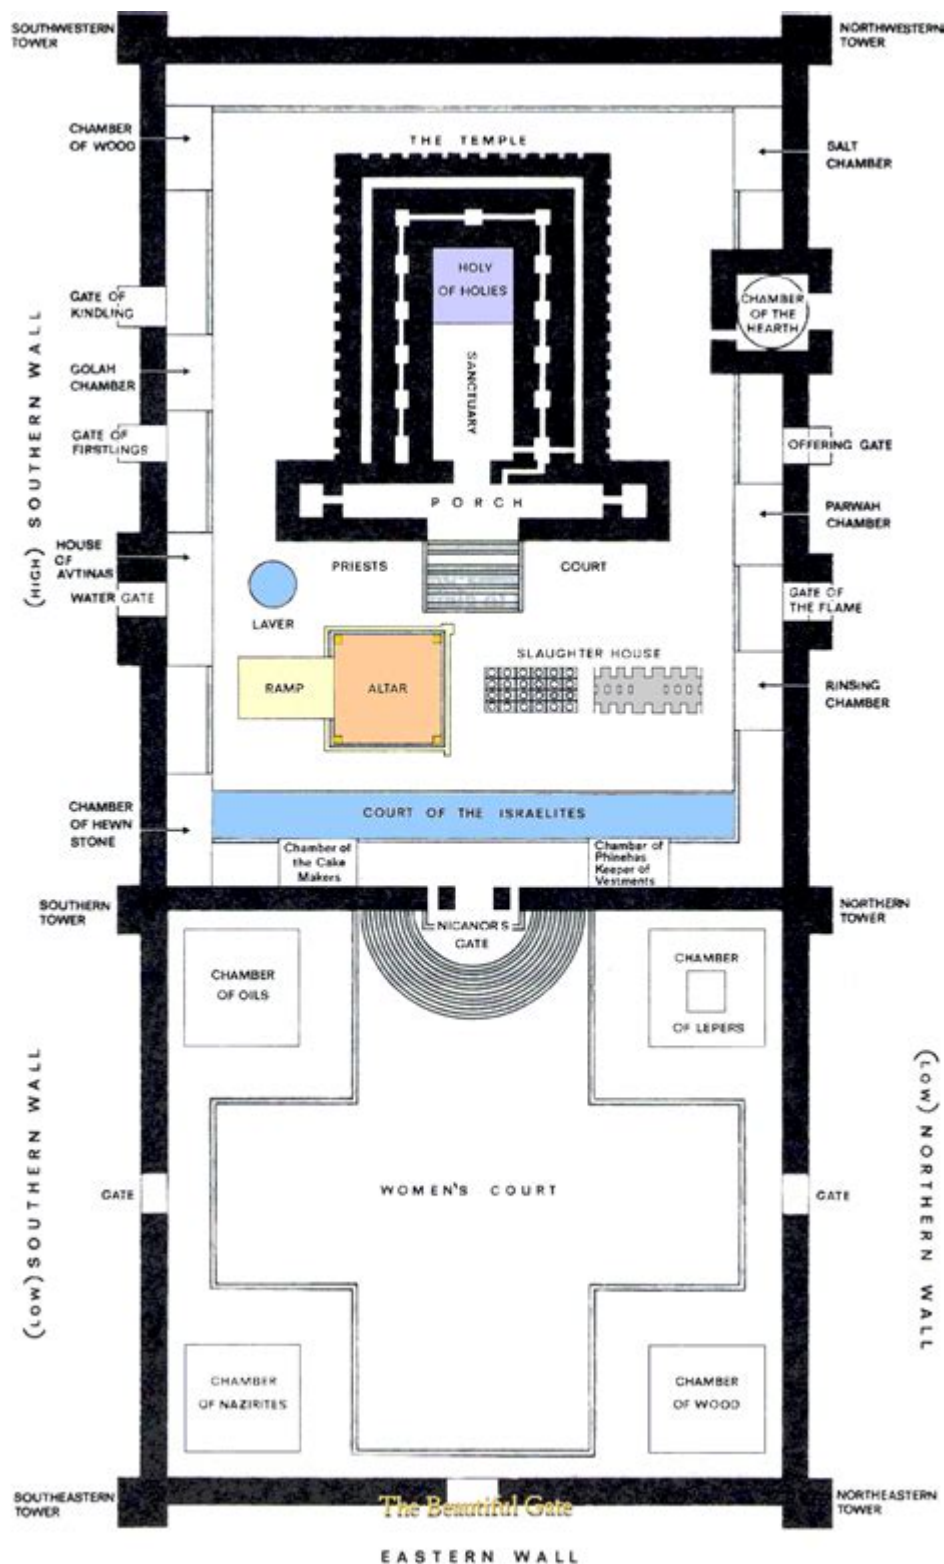 SOUTHWESTERN
TOWER
NORTHWESTERN
TOWER
CHAMBER
OF WOOD
THE TEMPLE
SALT
CHAMBER
HOLY
OF HOLIES
GATE OF
KINDLING
CHAMBER
OF THE
HEARTH
(HIGH) SOUTHERN WALL
GOLAH
CHAMBER
SANCTUARY
GATE OF
FIRSTLINGS
OFFERING GATE
PORCH
PARWAH
CHAMBER
HOUSE
OF
AVTINAS
PRIESTS
COURT
WATER GATE
GATE OF
THE FLAME
LAVER
SLAUGHTER HOUSE
RAMP
ALTAR
RINSING
CHAMBER
CHAMBER
OF HEWN
STONE
COURT OF THE ISRAELITES
Chamber of
the Cake
Makers
Chamber of
Phinehas
Keeper of
Vestments
SOUTHERN
TOWER
NORTHERN
TOWER
NICANOR'S
GATE
CHAMBER
OF OILS
CHAMBER
OF LEPERS
(LOW) SOUTHERN WALL
(LOW) NORTHERN WALL
GATE
WOMEN'S COURT
GATE
CHAMBER
OF NAZIRITES
CHAMBER
OF WOOD
SOUTHEASTERN
TOWER
The Beautiful Gate
NORTHEASTERN
TOWER
EASTERN WALL